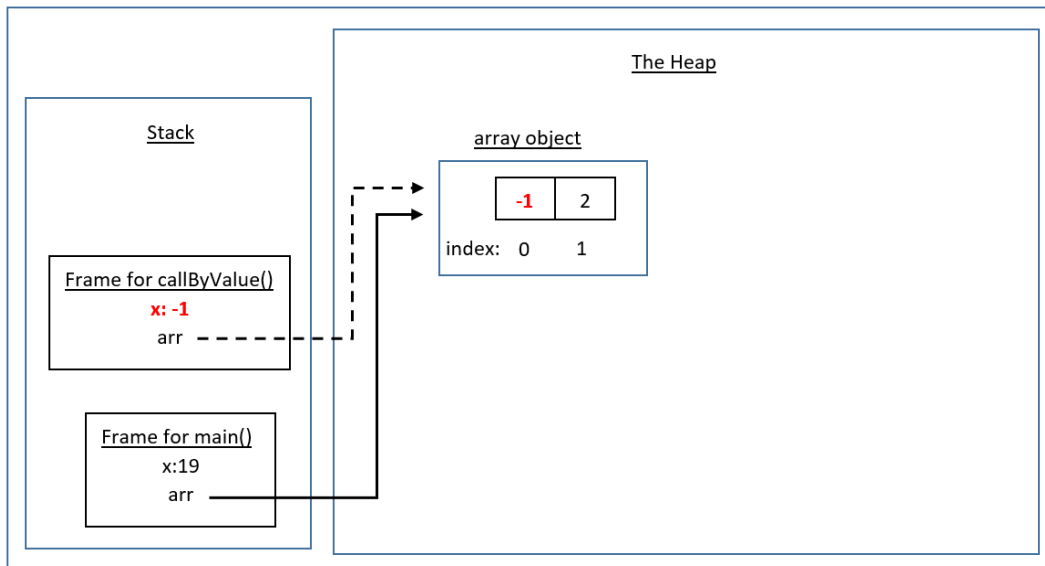 The Heap
Stack
array object
-1 2
index: 0 1
Frame for callByValue()
x: -1
arr
Frame for main()
x:19
arr